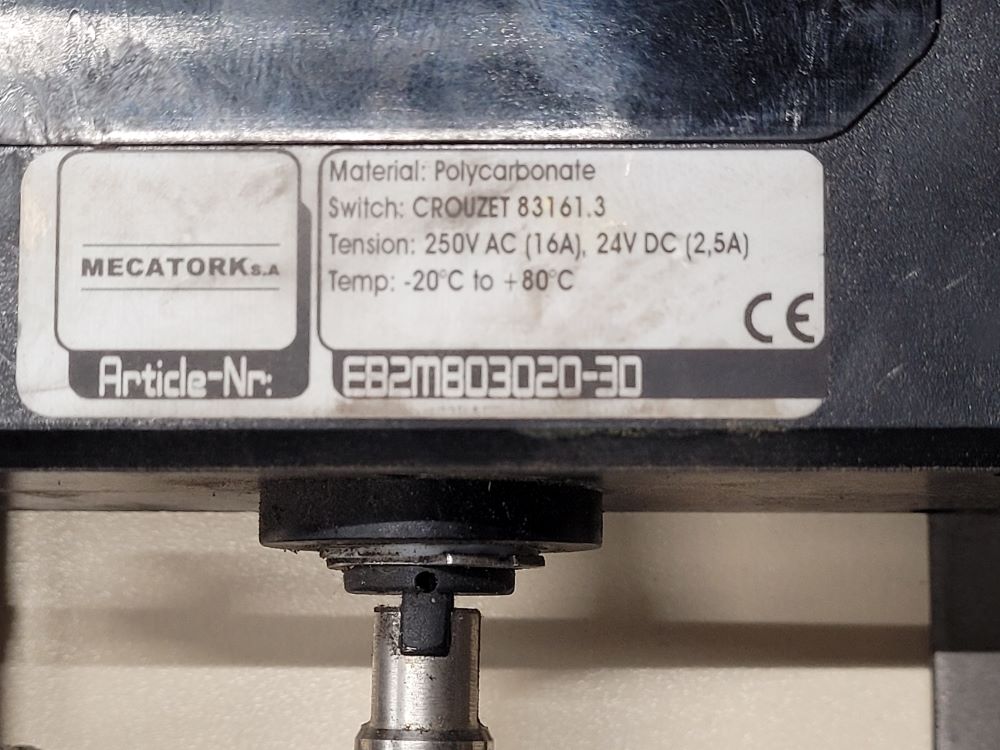 MECATORK S.A
Material: Polycarbonate
Switch: CROUZET 83161.3
Tension: 250V AC (16A), 24V DC (2,5A)
Temp: -20°C to +80°C
CE
Article-Nr: EB2M803020-3D